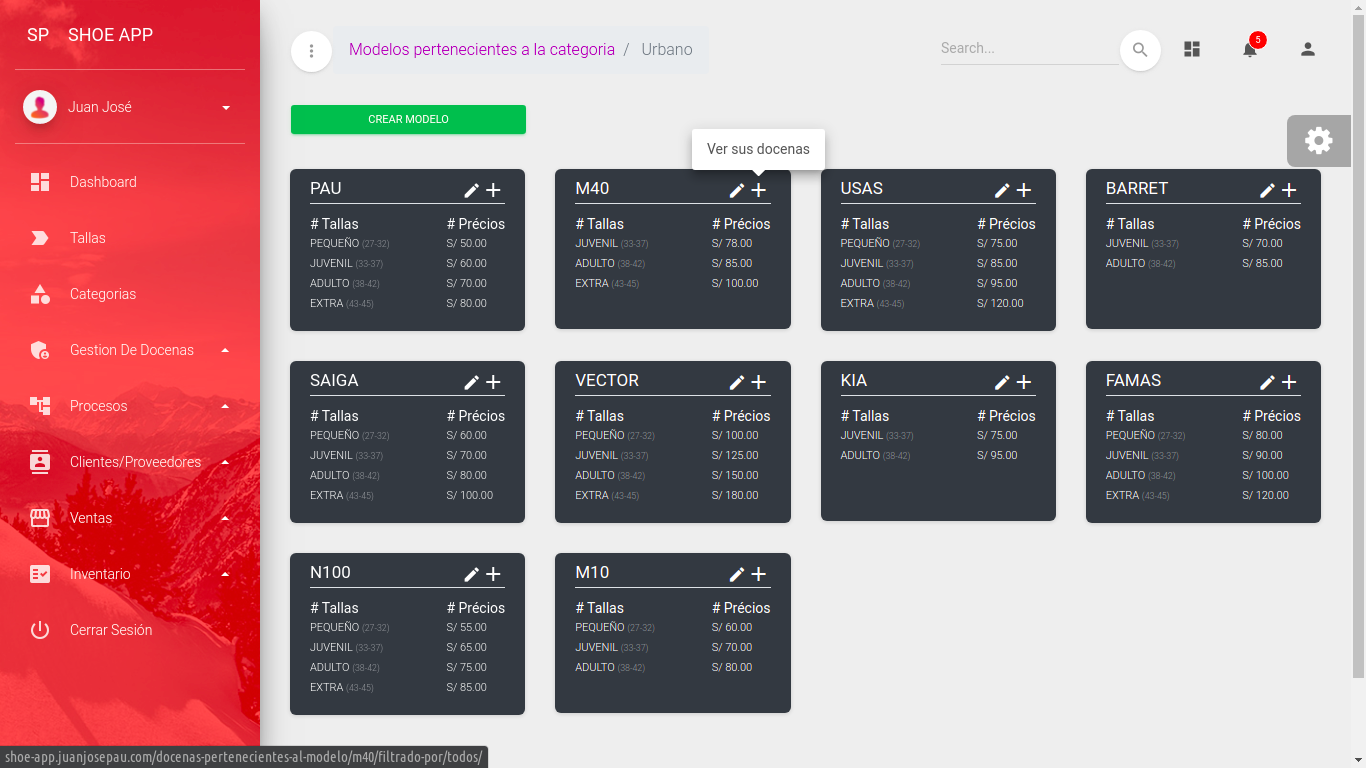 SP SHOE APP
Juan José
Dashboard
Tallas
Categorias
Gestion De Docenas
Procesos
Clientes/Proveedores
Ventas
Inventario
Cerrar Sesión
Modelos pertenecientes a la categoria / Urbano
Search...
5
CREAR MODELO
Ver sus docenas
PAU
# Tallas # Précios
PEQUEÑO (27-32) S/ 50.00
JUVENIL (33-37) S/ 60.00
ADULTO (38-42) S/ 70.00
EXTRA (43-45) S/ 80.00
M40
# Tallas # Précios
JUVENIL (33-37) S/ 78.00
ADULTO (38-42) S/ 85.00
EXTRA (43-45) S/ 100.00
USAS
# Tallas # Précios
PEQUEÑO (27-32) S/ 75.00
JUVENIL (33-37) S/ 85.00
ADULTO (38-42) S/ 95.00
EXTRA (43-45) S/ 120.00
BARRET
# Tallas # Précios
JUVENIL (33-37) S/ 70.00
ADULTO (38-42) S/ 85.00
SAIGA
# Tallas # Précios
PEQUEÑO (27-32) S/ 60.00
JUVENIL (33-37) S/ 70.00
ADULTO (38-42) S/ 80.00
EXTRA (43-45) S/ 100.00
VECTOR
# Tallas # Précios
PEQUEÑO (27-32) S/ 100.00
JUVENIL (33-37) S/ 125.00
ADULTO (38-42) S/ 150.00
EXTRA (43-45) S/ 180.00
KIA
# Tallas # Précios
JUVENIL (33-37) S/ 75.00
ADULTO (38-42) S/ 95.00
FAMAS
# Tallas # Précios
PEQUEÑO (27-32) S/ 80.00
JUVENIL (33-37) S/ 90.00
ADULTO (38-42) S/ 100.00
EXTRA (43-45) S/ 120.00
N100
# Tallas # Précios
PEQUEÑO (27-32) S/ 55.00
JUVENIL (33-37) S/ 65.00
ADULTO (38-42) S/ 75.00
EXTRA (43-45) S/ 85.00
M10
# Tallas # Précios
PEQUEÑO (27-32) S/ 60.00
JUVENIL (33-37) S/ 70.00
ADULTO (38-42) S/ 80.00
shoe-app.juanjosepau.com/docenas-pertenecientes-al-modelo/m40/filtrado-por/todos/